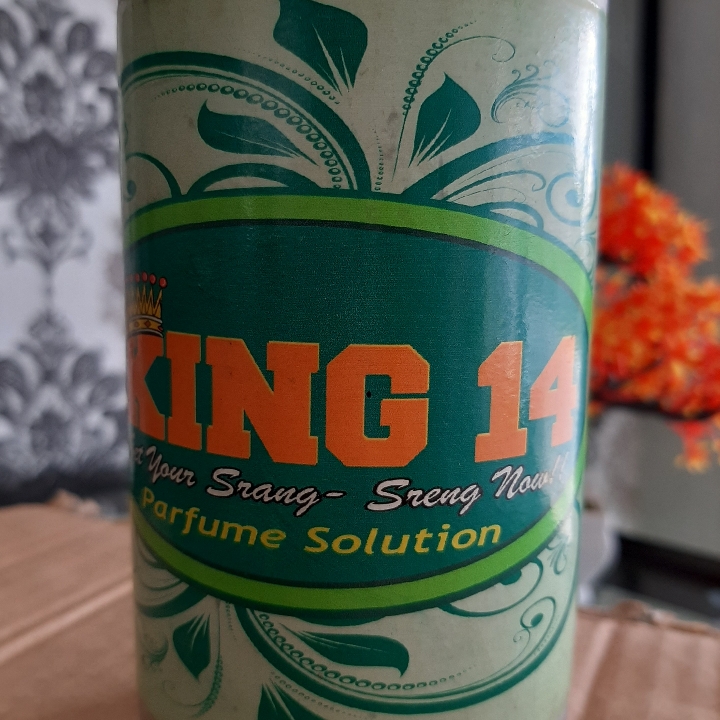 KING 14
Your Srang- Sreng Now!!
Parfume Solution